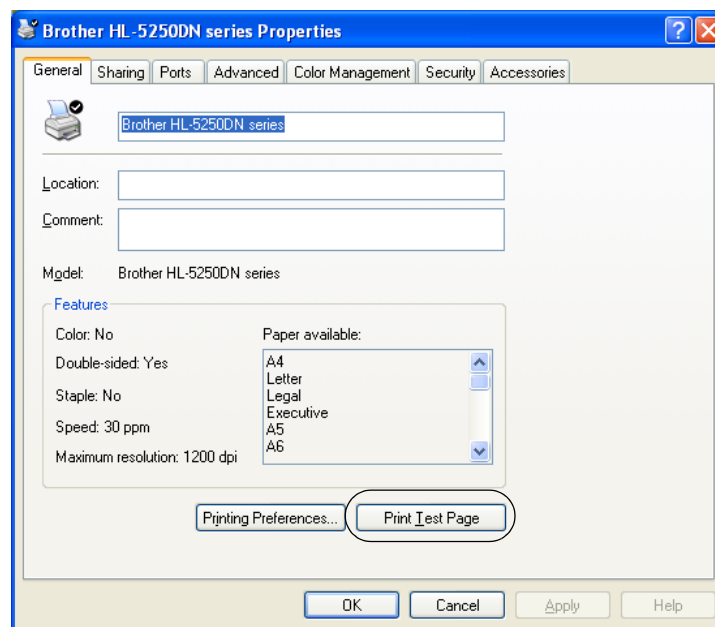 Brother HL-5250DN series Properties
General Sharing Ports Advanced Color Management Security Accessories
Brother HL-5250DN series
Location:
Comment:
Model: Brother HL-5250DN series
Features
Color: No
Paper available:
Double-sided: Yes
Staple: No
Speed: 30 ppm
Maximum resolution: 1200 dpi
A4
Letter
Legal
Executive
A5
A6
Printing Preferences... Print Test Page
OK Cancel Apply Help